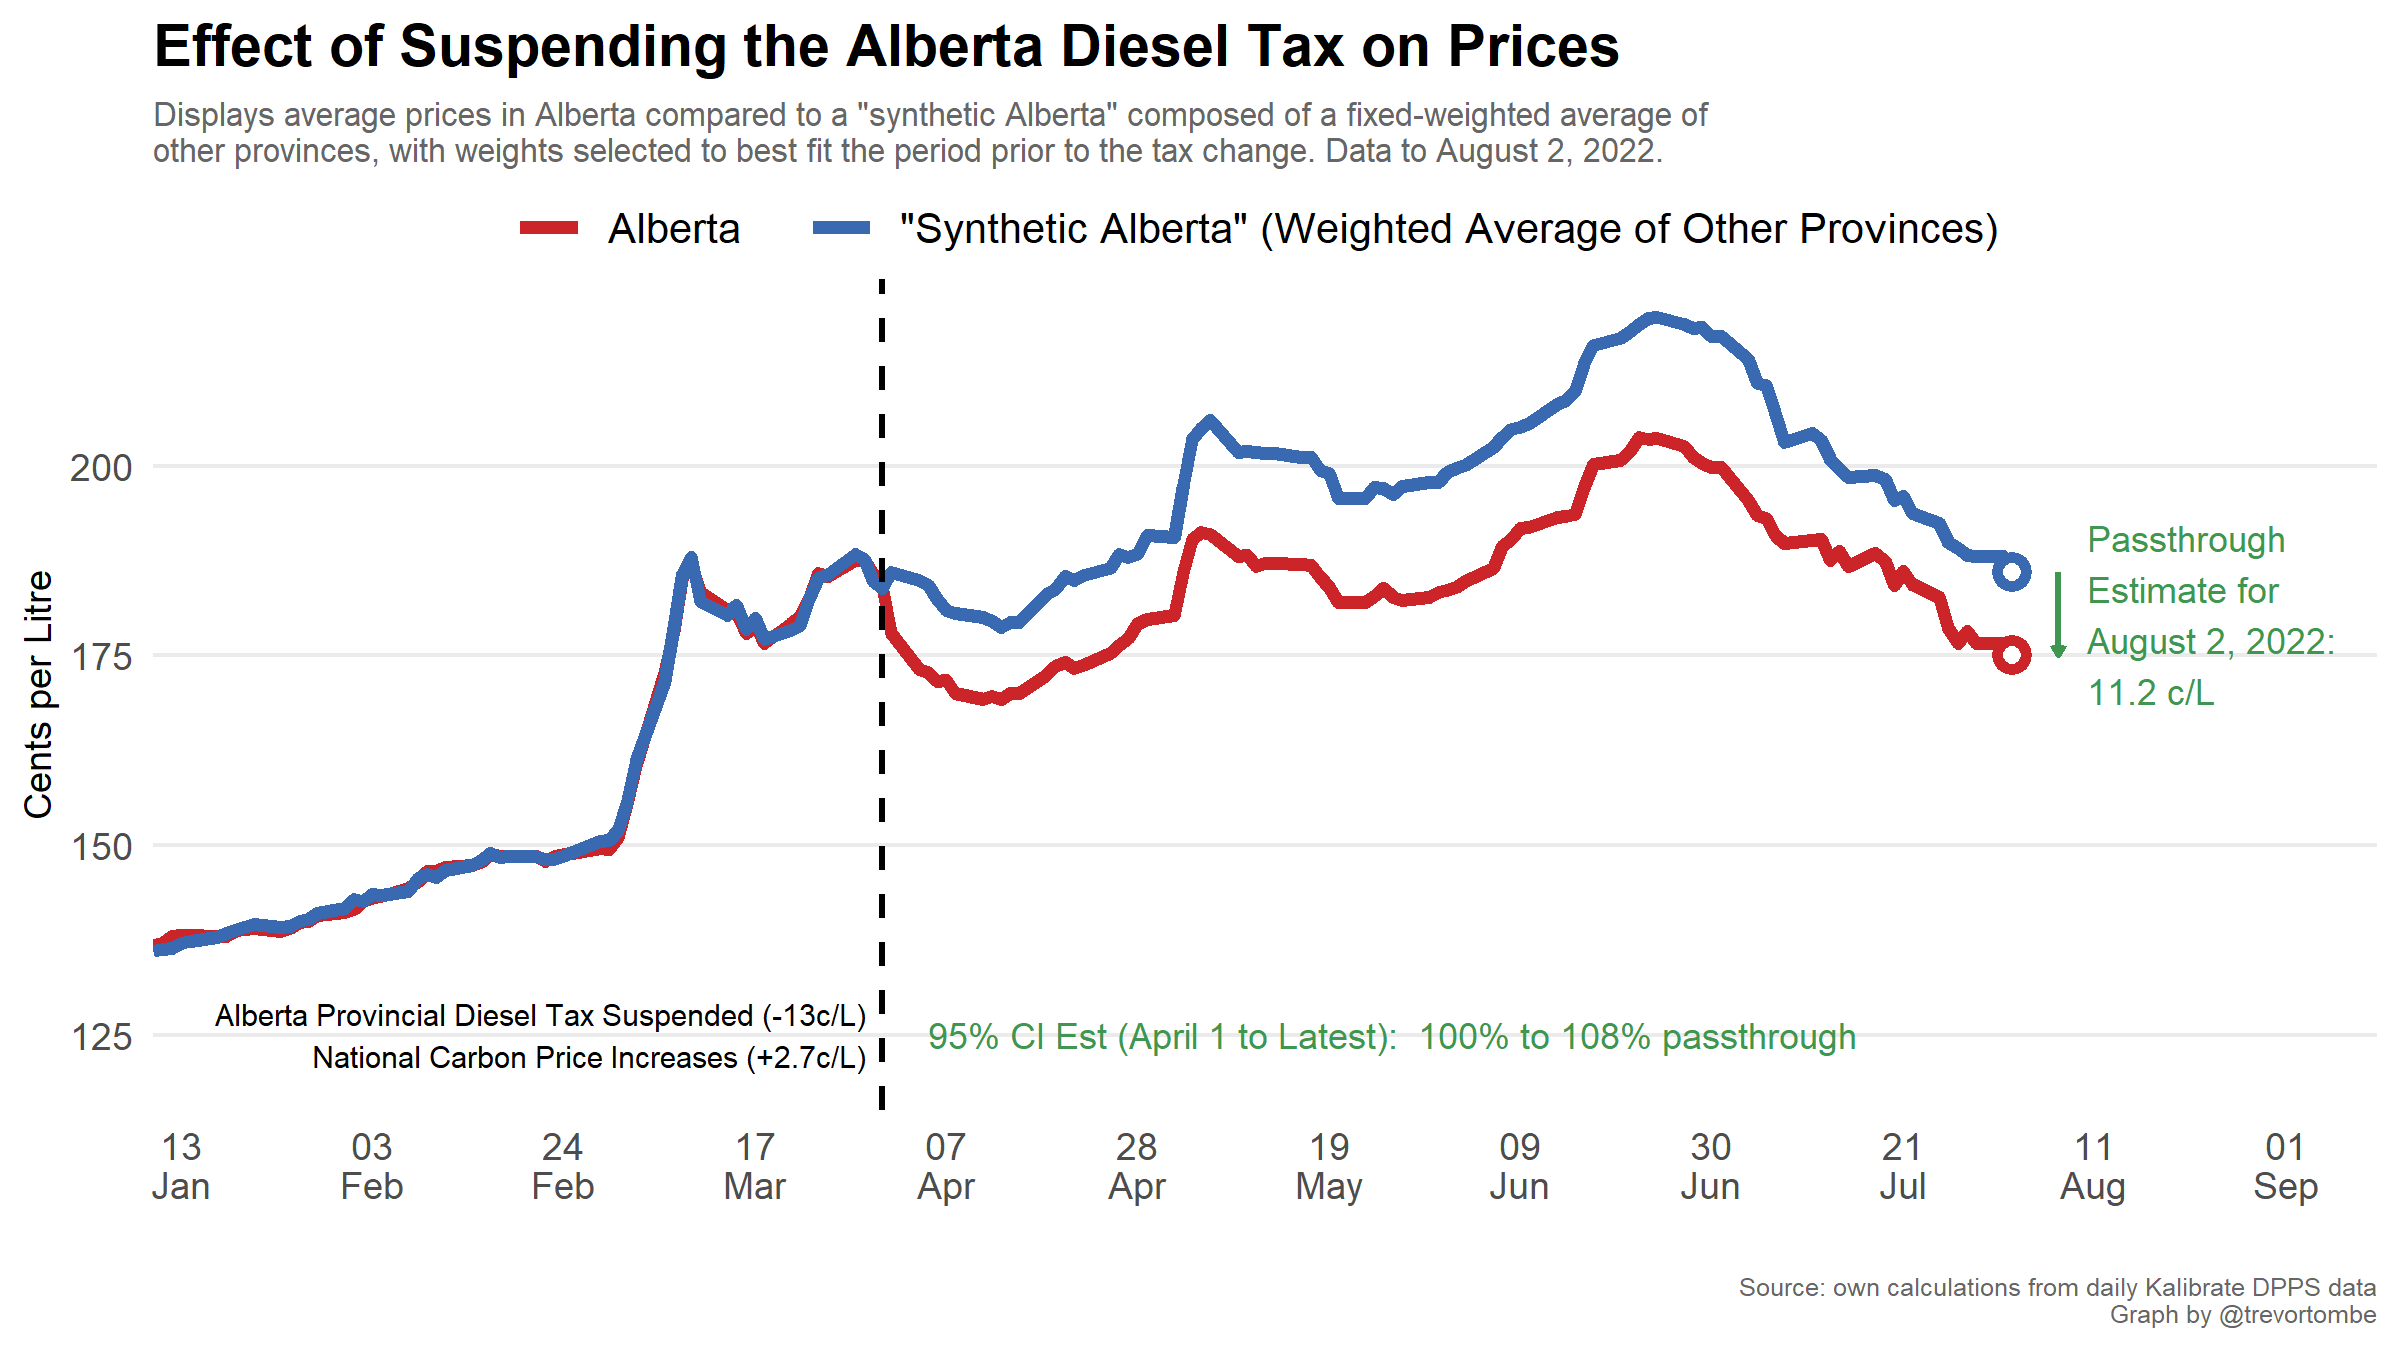 Effect of Suspending the Alberta Diesel Tax on Prices
Displays average prices in Alberta compared to a "synthetic Alberta" composed of a fixed-weighted average of
other provinces, with weights selected to best fit the period prior to the tax change. Data to August 2, 2022.
Alberta
"Synthetic Alberta" (Weighted Average of Other Provinces)
Cents per Litre
200
175
150
125
Passthrough
Estimate for
August 2, 2022:
11.2 c/L
Alberta Provincial Diesel Tax Suspended (-13c/L)
National Carbon Price Increases (+2.7c/L)
95% CI Est (April 1 to Latest):  100% to 108% passthrough
13 Jan
03 Feb
24 Feb
17 Mar
07 Apr
28 Apr
19 May
09 Jun
30 Jun
21 Jul
11 Aug
01 Sep
Source: own calculations from daily Kalibrate DPPS data
Graph by @trevortombe